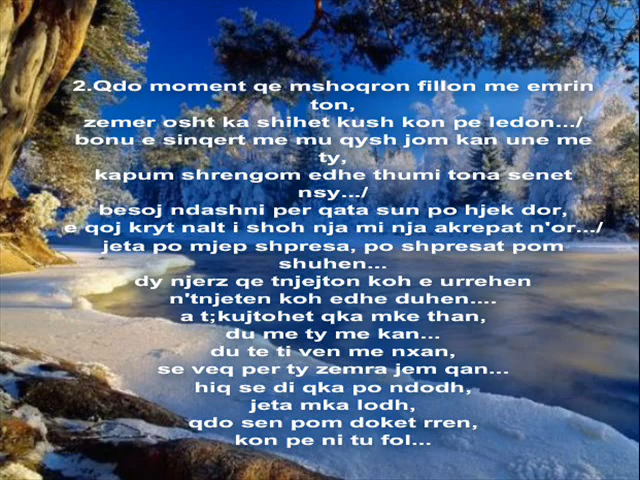 2.Qdo moment qe mshoqron fillon me emrin
ton,
zemer osht ka shihet kush kon pe ledon.../
bonu e sinqert me mu qysh jom kan une me
ty,
kapum shrengom edhe thumi tona senet
nsy.../
besoj ndashni per qata sun po hjek dor,
e qoj kryt nalt i shoh nja mi nja akrepat n'or.../
jeta po mjep shpresa, po shpresat pom
shuhen...
dy njerz qe tnjejton koh e urrehen
n'tnjeten koh edhe duhen....
a t;kujtohet qka mke than,
du me ty me kan...
du te ti ven me nxan,
se veq per ty zemra jem qan...
hiq se di qka po ndodh,
jeta mka lodh,
qdo sen pom doket rren,
kon pe ni tu fol...